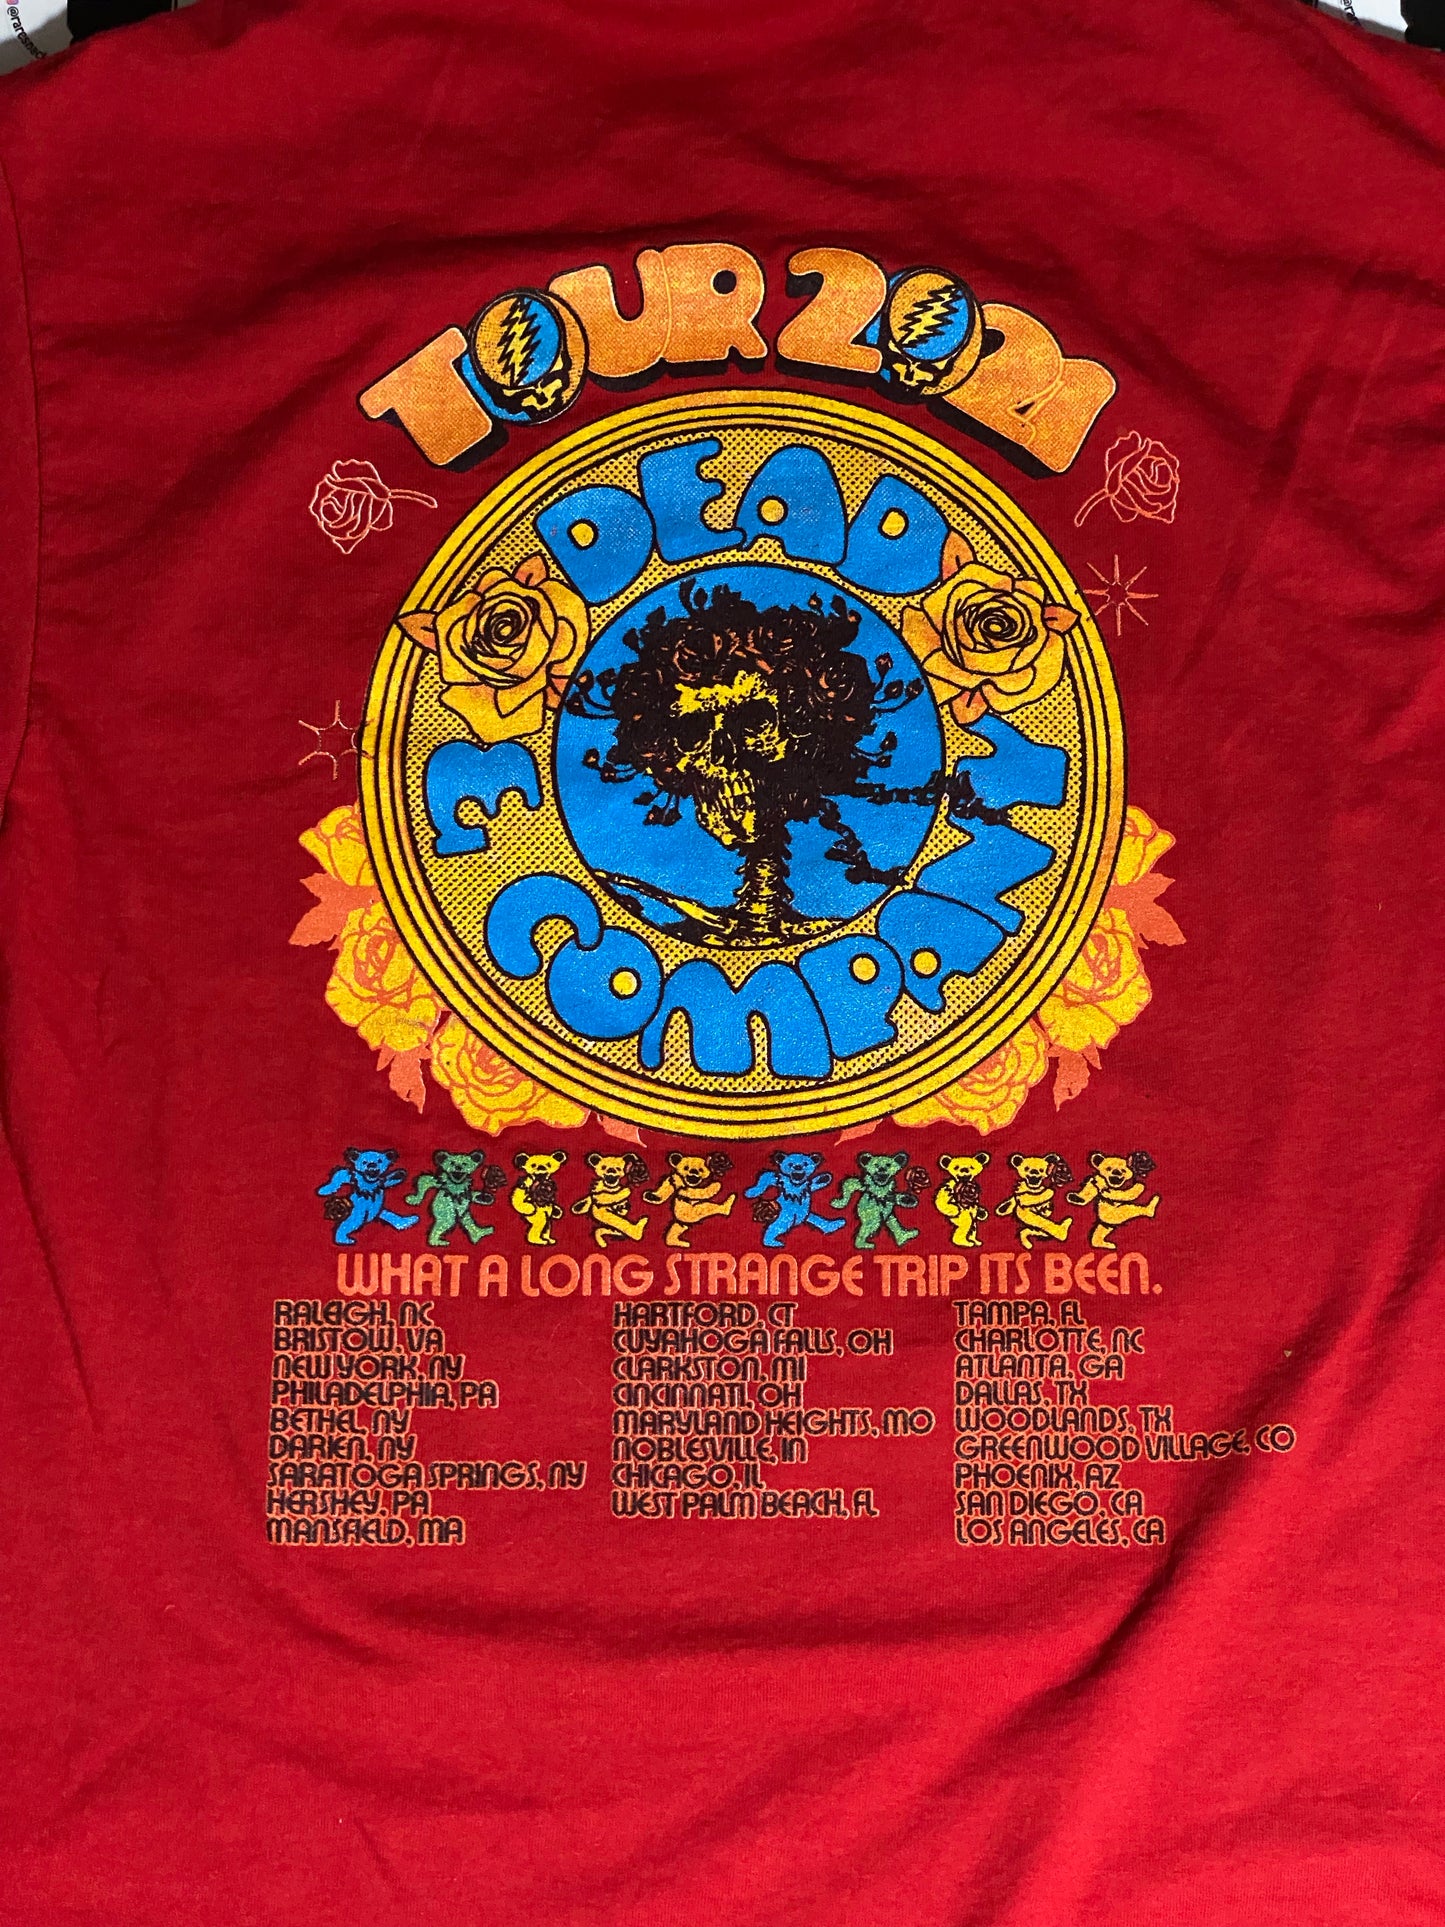 TOUR 2021
DEAD
& COMPANY
WHAT A LONG STRANGE TRIP ITS BEEN.
RALEIGH, NC
BRISTOW, VA
NEW YORK, NY
PHILADELPHIA, PA
BETHEL, NY
DARIEN, NY
SARATOGA SPRINGS, NY
HERSHEY, PA
MANSFIELD, MA
HARTFORD, CT
CUYAHOGA FALLS, OH
CLARKSTON, MI
CINCINNATI, OH
MARYLAND HEIGHTS, MO
NOBLESVILLE, IN
CHICAGO, IL
WEST PALM BEACH, FL
TAMPA, FL
CHARLOTTE, NC
ATLANTA, GA
DALLAS, TX
WOODLANDS, TX
GREENWOOD VILLAGE, CO
PHOENIX, AZ
SAN DIEGO, CA
LOS ANGELES, CA